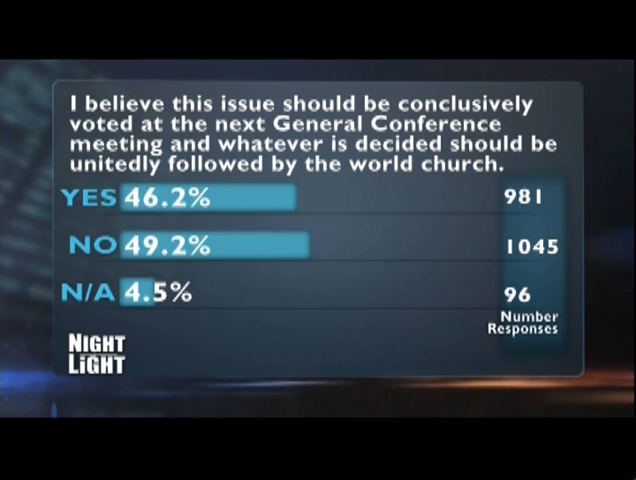 I believe this issue should be conclusively
voted at the next General Conference
meeting and whatever is decided should be
unitedly followed by the world church.
YES 46.2% 981
NO 49.2% 1045
N/A 4.5% 96
Number
Responses
NIGHT
LiGHT